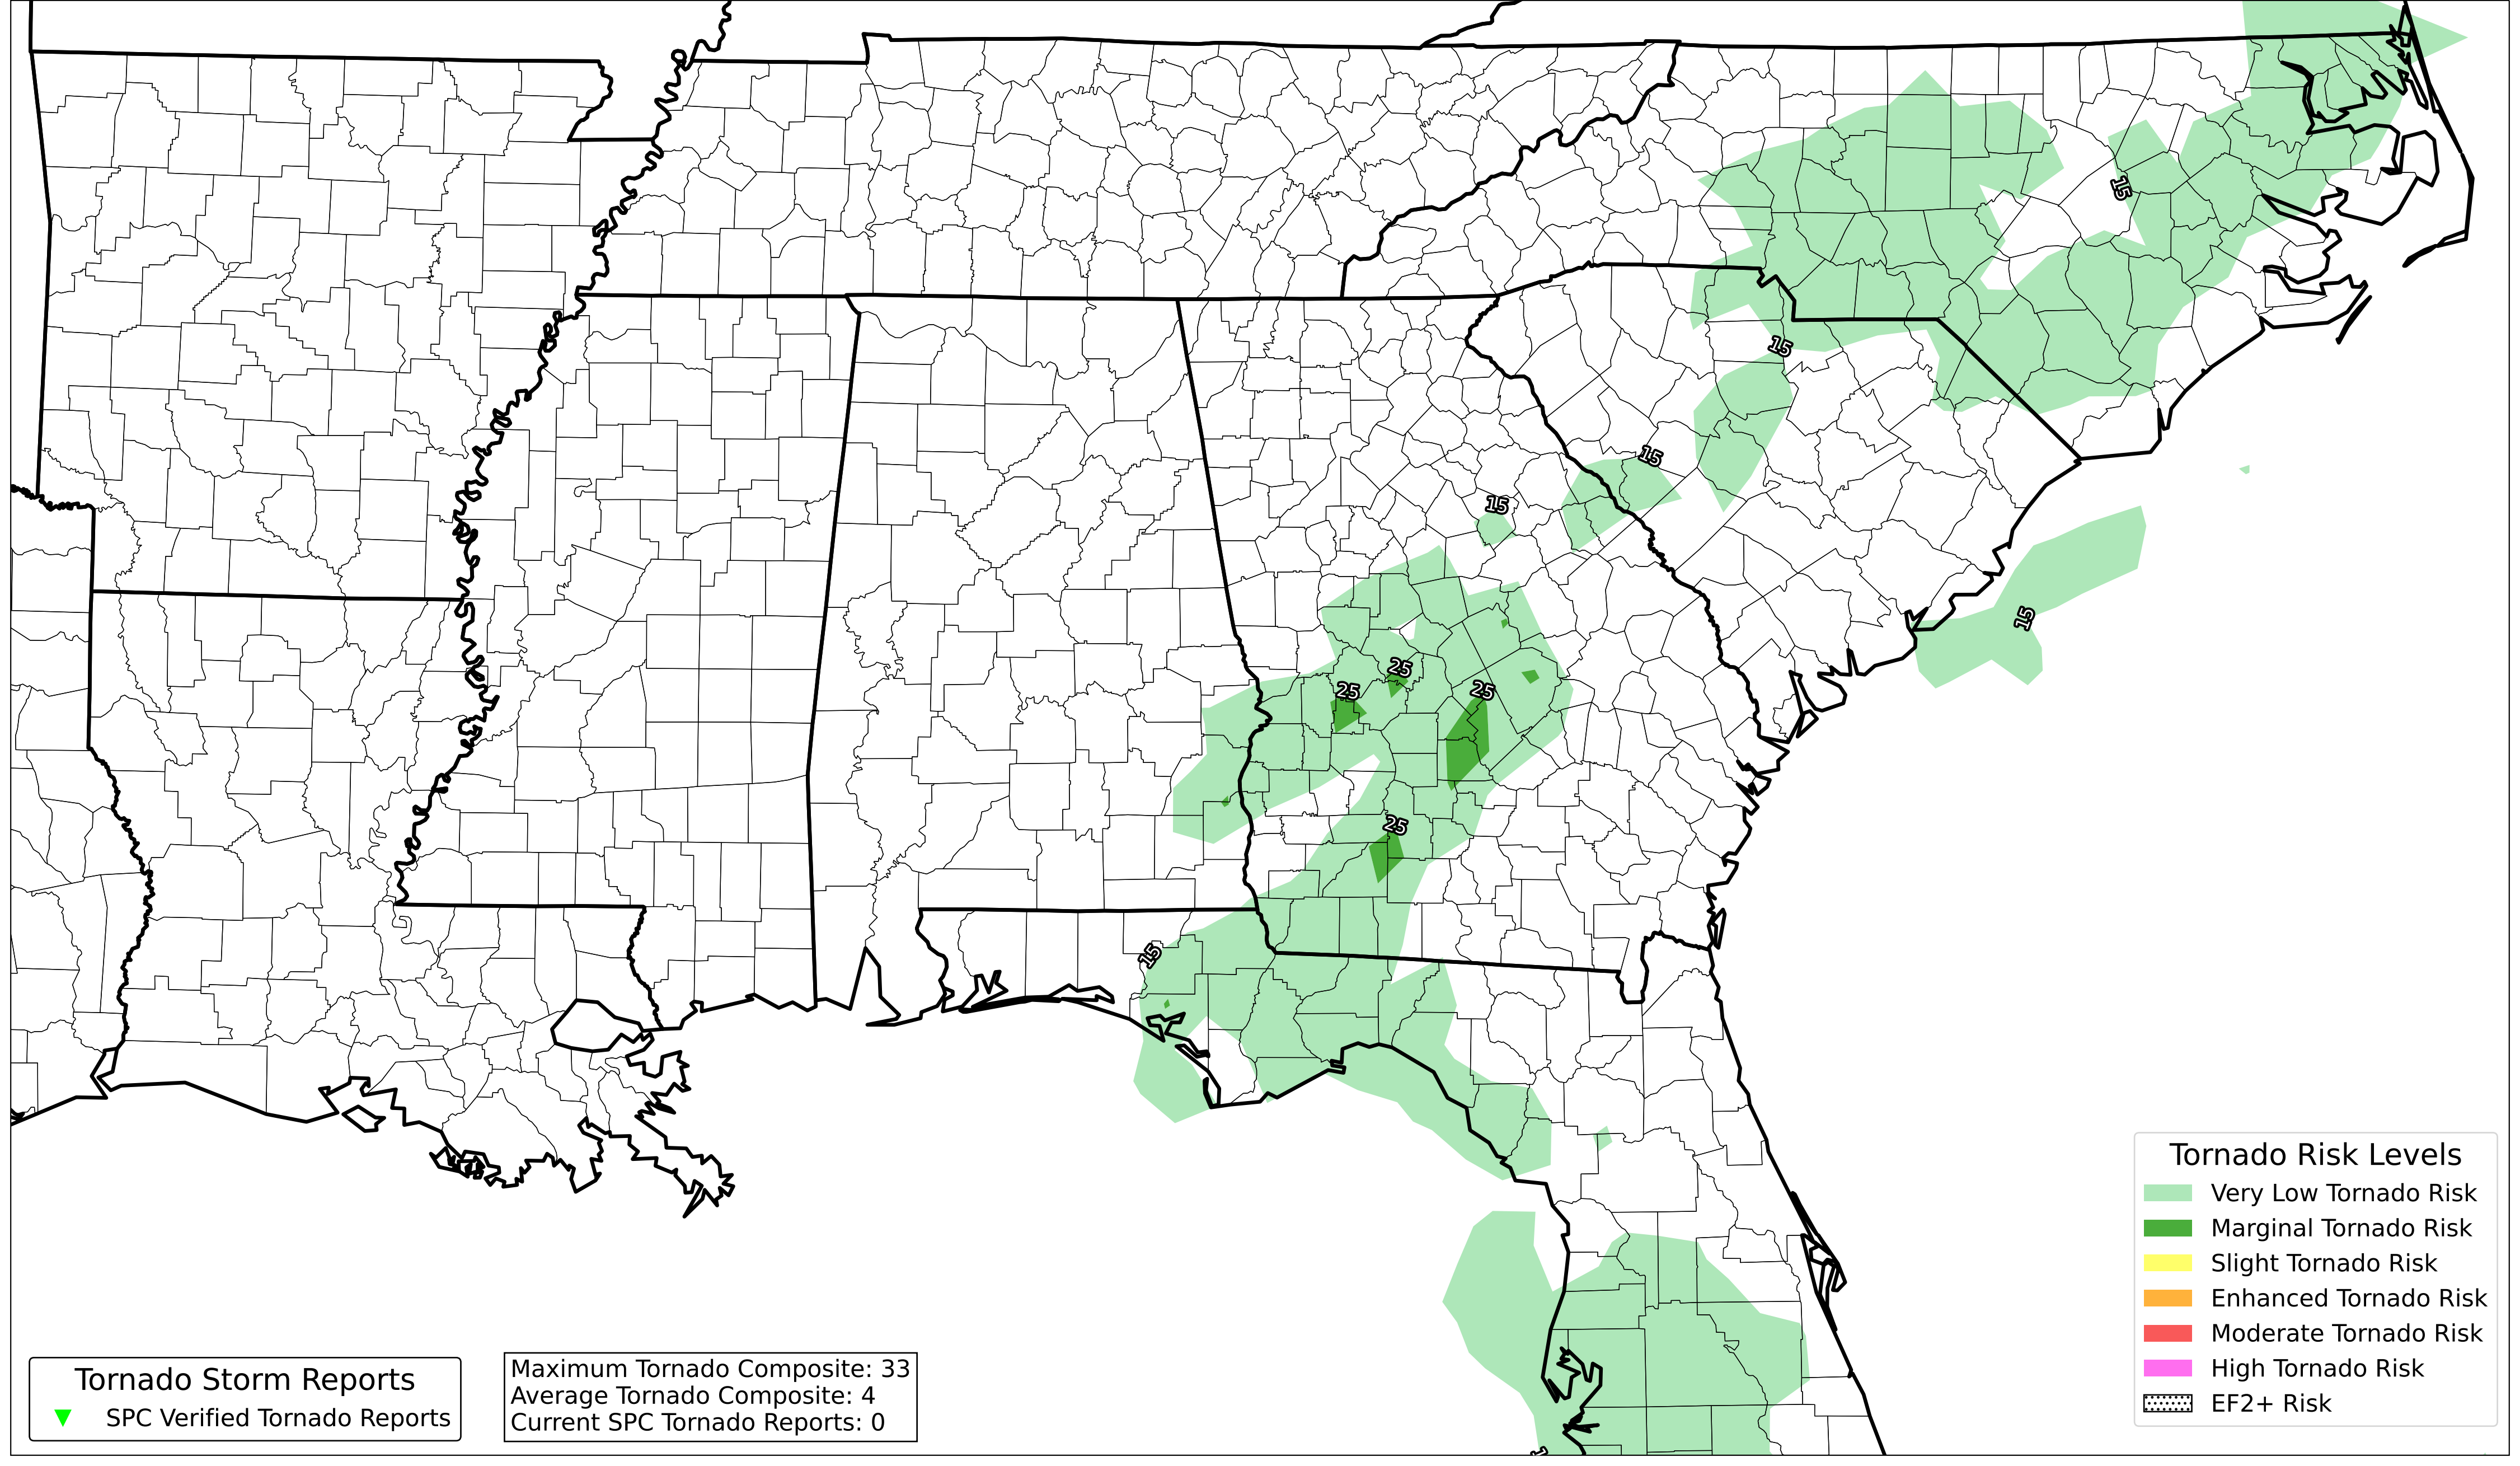 15
15
15
15
25
25
25
25
15
15
Tornado Risk Levels
Very Low Tornado Risk
Marginal Tornado Risk
Slight Tornado Risk
Enhanced Tornado Risk
Moderate Tornado Risk
High Tornado Risk
EF2+ Risk
Tornado Storm Reports
SPC Verified Tornado Reports
Maximum Tornado Composite: 33
Average Tornado Composite: 4
Current SPC Tornado Reports: 0